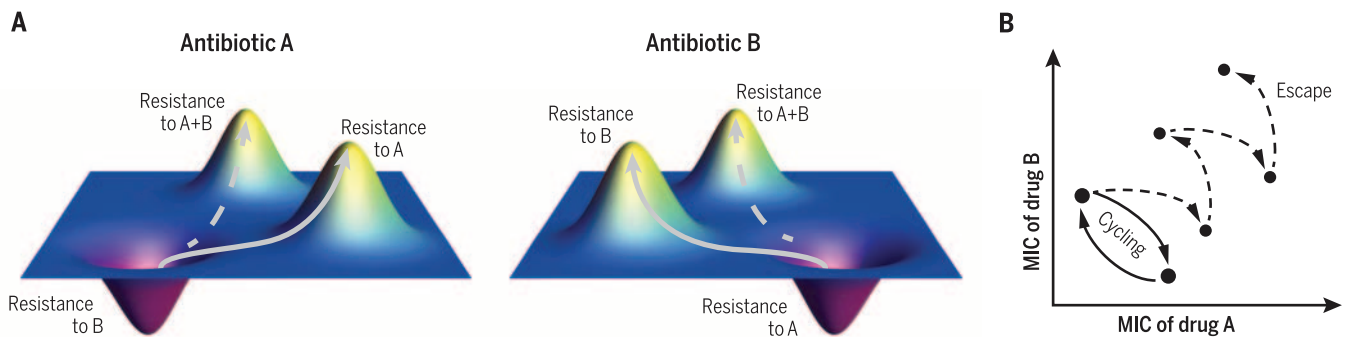 A
Antibiotic A
Resistance
to A+B
Resistance
to A
Resistance
to B
Antibiotic B
Resistance
to B
Resistance
to A+B
Resistance
to A
B
MIC of drug B
Escape
Cycling
MIC of drug A